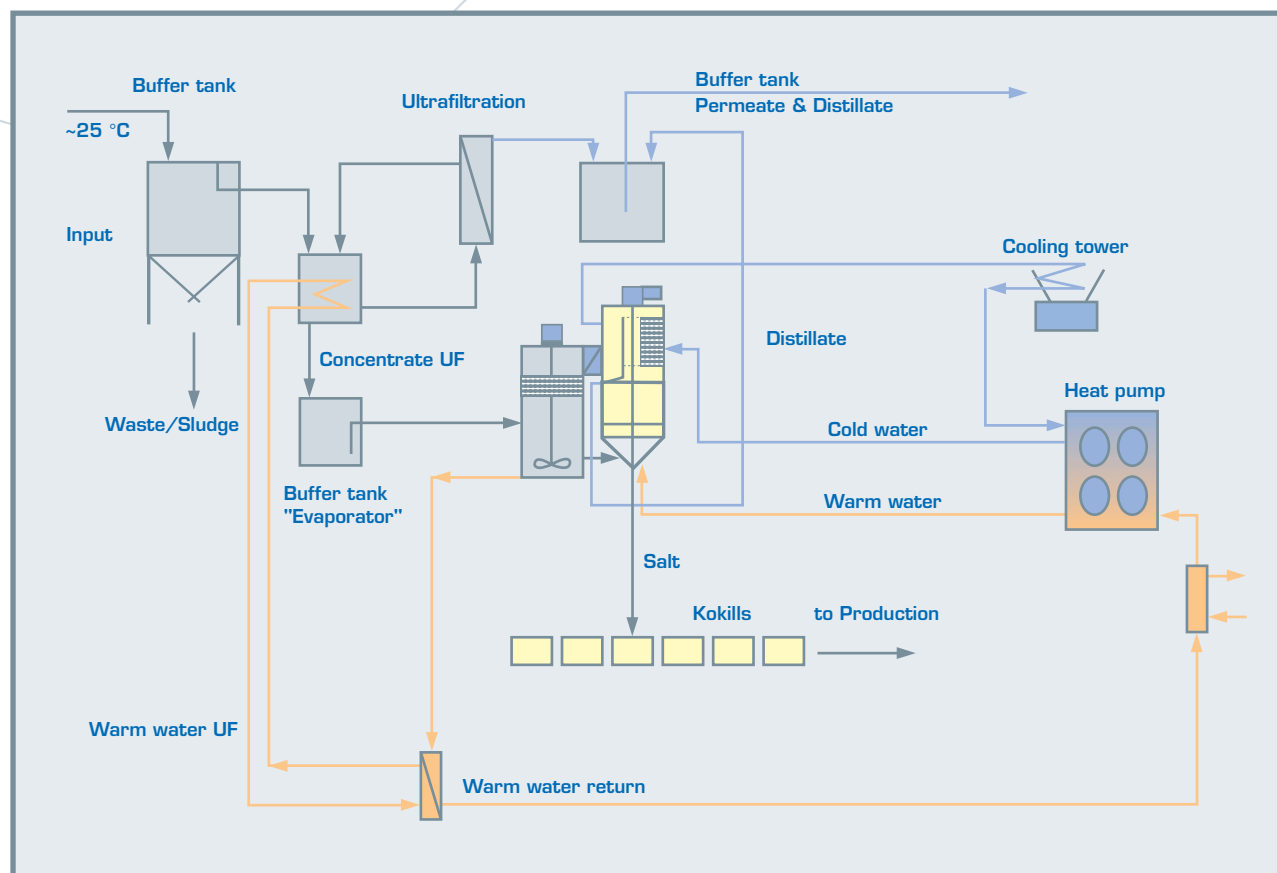 Buffer tank
~25 °C
Input
Waste/Sludge
Ultrafiltration
Buffer tank
Permeate & Distillate
Cooling tower
Concentrate UF
Distillate
Heat pump
Cold water
Buffer tank
"Evaporator"
Warm water
Salt
Kokills
to Production
Warm water UF
Warm water return